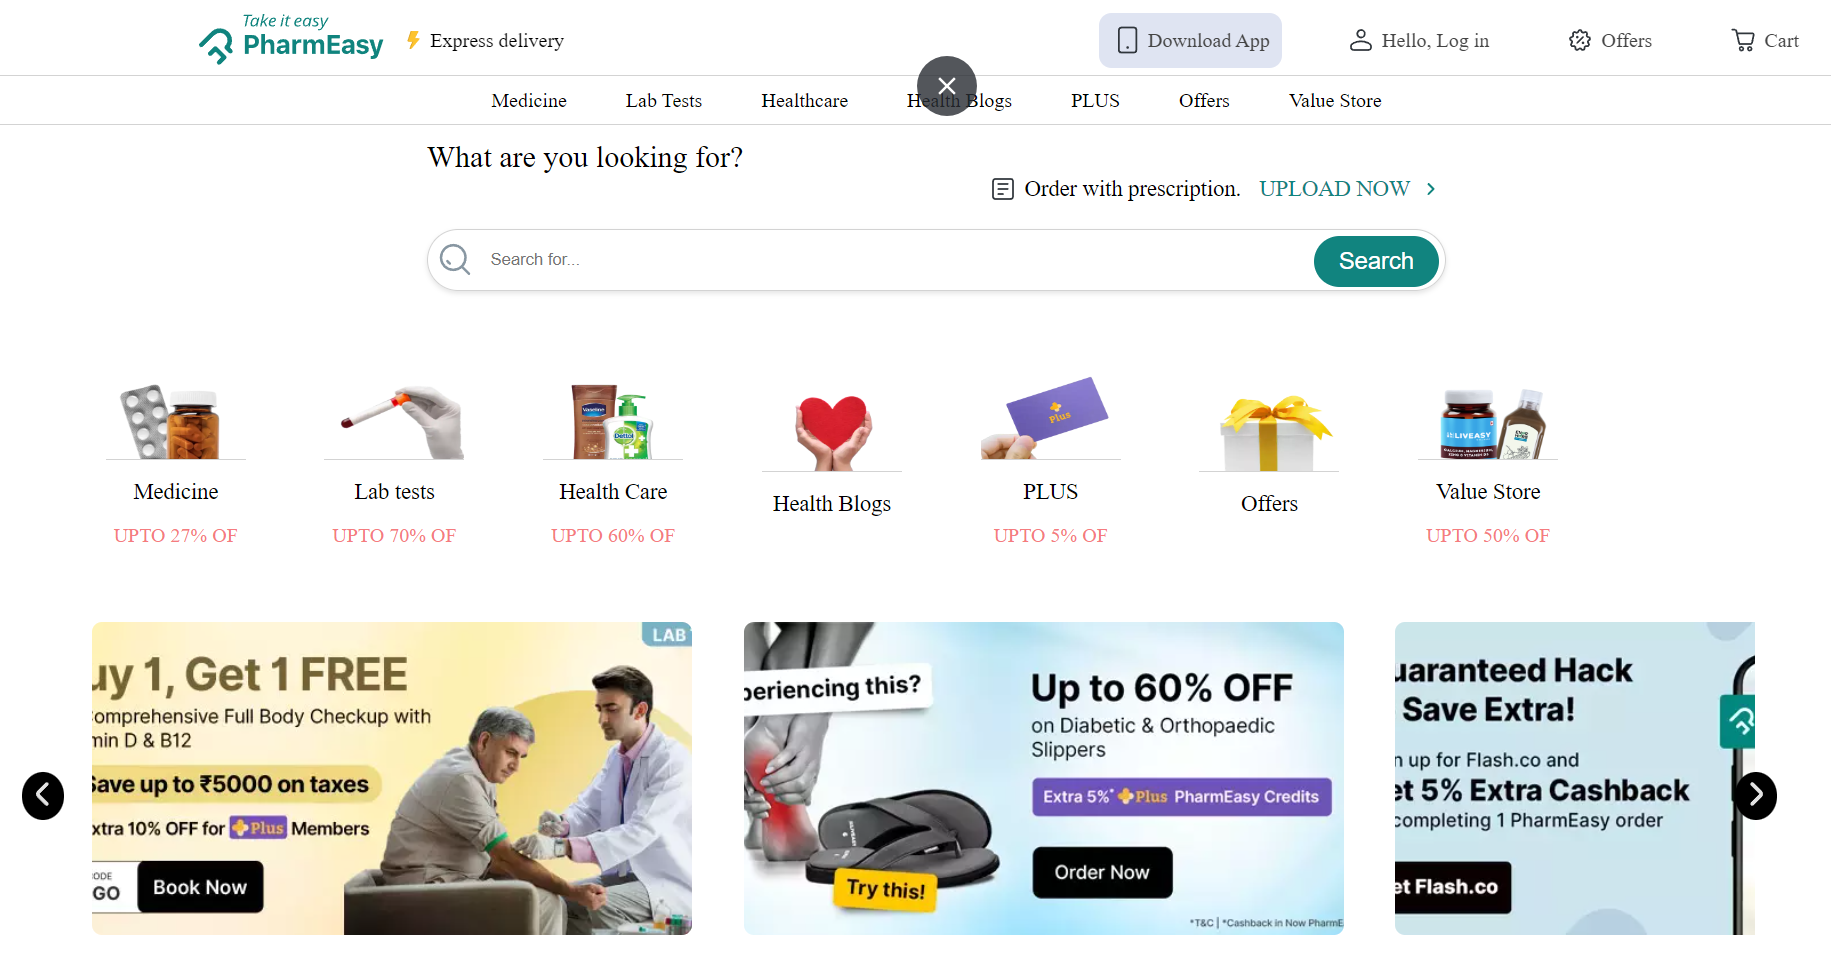 Take it easy
PharmEasy
Express delivery
Download App
Hello, Log in
Offers
Cart
Medicine
Lab Tests
Healthcare
Health Blogs
PLUS
Offers
Value Store
What are you looking for?
Order with prescription. UPLOAD NOW
Search for...
Search
Vaseline
Dettol
Plus
LIVEASY
Medicine
Lab tests
Health Care
Health Blogs
PLUS
Offers
Value Store
UPTO 27% OF
UPTO 70% OF
UPTO 60% OF
UPTO 5% OF
UPTO 50% OF
LAB
uy 1, Get 1 FREE
omprehensive Full Body Checkup with
min D & B12
Save up to ₹5000 on taxes
xtra 10% OFF for Plus Members
ODE
GO
Book Now
periencing this?
Try this!
Up to 60% OFF
on Diabetic & Orthopaedic
Slippers
Extra 5%* Plus PharmEasy Credits
Order Now
*T&C | *Cashback in Now PharmE
uaranteed Hack
Save Extra!
n up for Flash.co and
et 5% Extra Cashback
completing 1 PharmEasy order
et Flash.co